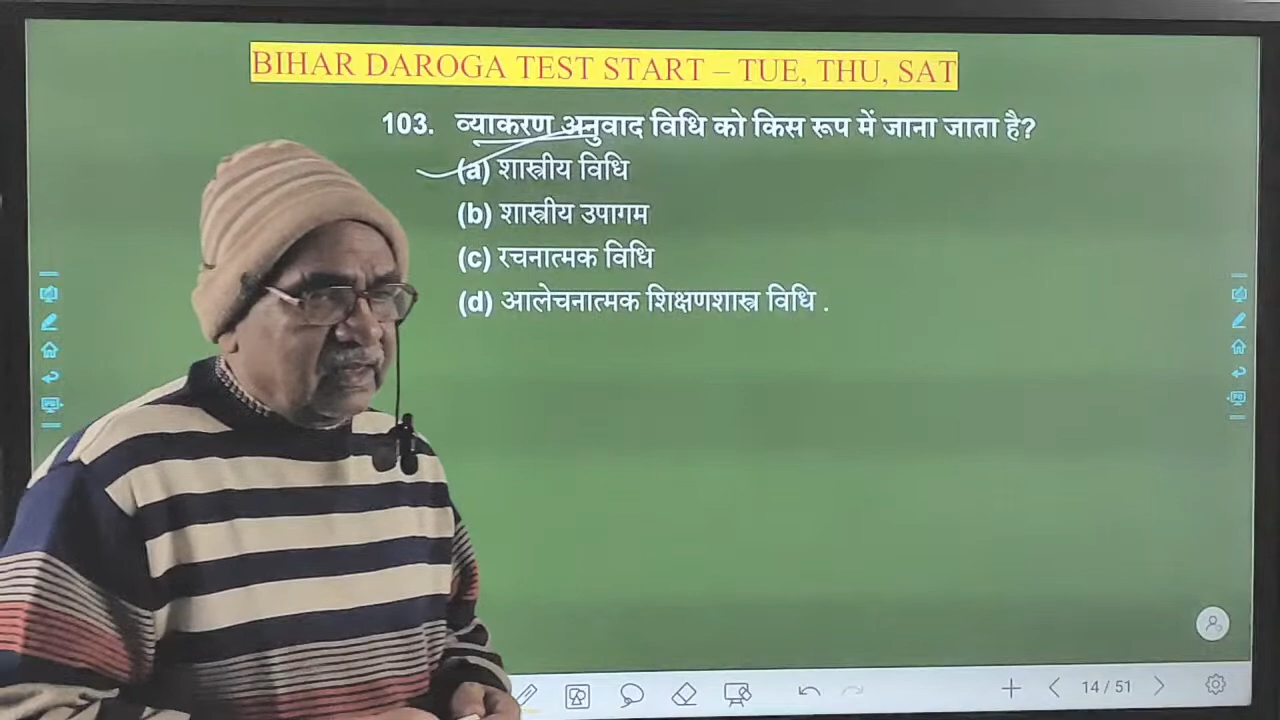 BIHAR DAROGA TEST START – TUE, THU, SAT
103. व्याकरण अनुवाद विधि को किस रूप में जाना जाता है?
(a) शास्त्रीय विधि
(b) शास्त्रीय उपागम
(c) रचनात्मक विधि
(d) आलेचनात्मक शिक्षणशास्त्र विधि .
14 / 51